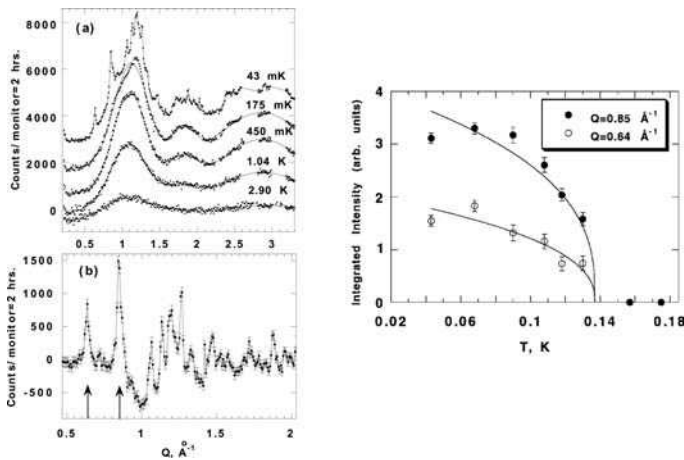 (a)
8000
6000
4000
2000
0
Counts/ monitor=2 hrs.
43 mK
175 mK
450 mK
1.04 K
2.90 K
0.5 1 1.5 2 2.5 3
(b)
1500
1000
500
0
-500
Counts/ monitor=2 hrs.
0.5 1 1.5 2
Q, Å-1
Q=0.85 Å-1
Q=0.64 Å-1
4
3
2
1
0
Integrated Intensity (arb. units)
0.02 0.06 0.1 0.14 0.18
T, K